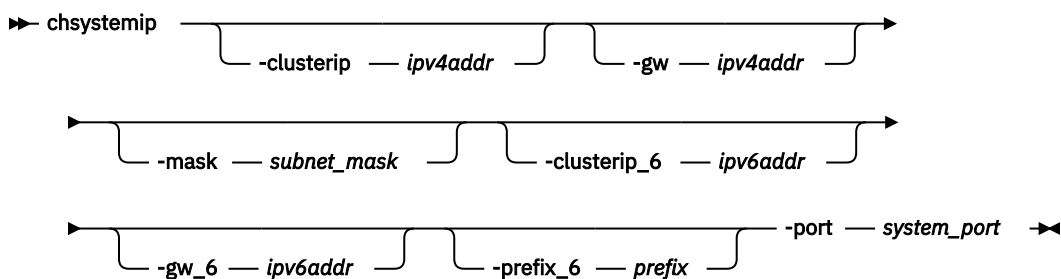 chsystemip
-clusterip ipv4addr -gw ipv4addr
-mask subnet_mask -clusterip_6 ipv6addr
-port system_port
-gw_6 ipv6addr -prefix_6 prefix